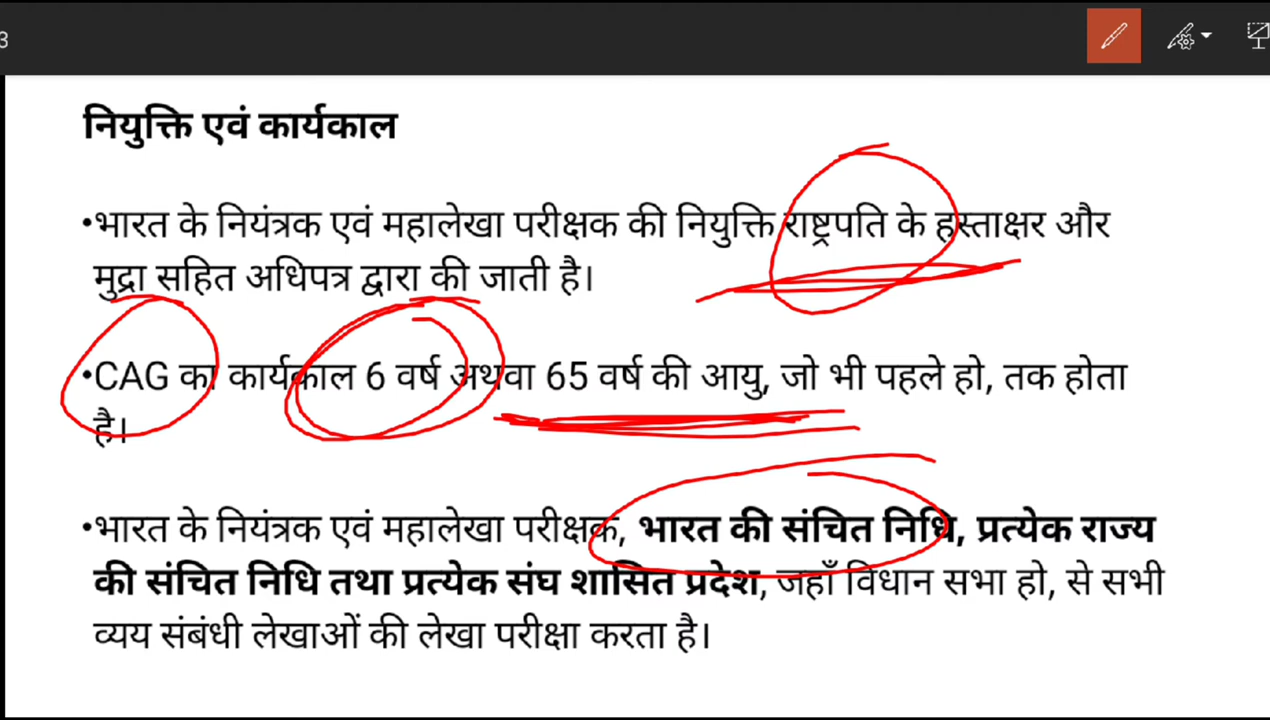 3
नियुक्ति एवं कार्यकाल
•भारत के नियंत्रक एवं महालेखा परीक्षक की नियुक्ति राष्ट्रपति के हस्ताक्षर और
मुद्रा सहित अधिपत्र द्वारा की जाती है।
•CAG का कार्यकाल 6 वर्ष अथवा 65 वर्ष की आयु, जो भी पहले हो, तक होता
है।
•भारत के नियंत्रक एवं महालेखा परीक्षक, भारत की संचित निधि, प्रत्येक राज्य
की संचित निधि तथा प्रत्येक संघ शासित प्रदेश, जहाँ विधान सभा हो, से सभी
व्यय संबंधी लेखाओं की लेखा परीक्षा करता है।